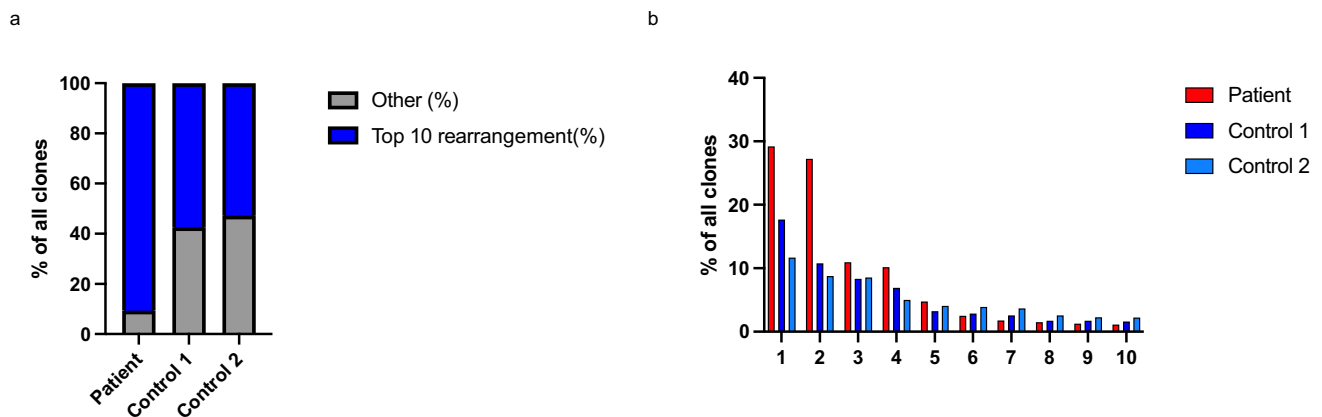 a
% of all clones
100
80
60
40
20
0
Patient
Control 1
Control 2
Other (%)
Top 10 rearrangement(%)
b
% of all clones
40
30
20
10
0
1 2 3 4 5 6 7 8 9 10
Patient
Control 1
Control 2